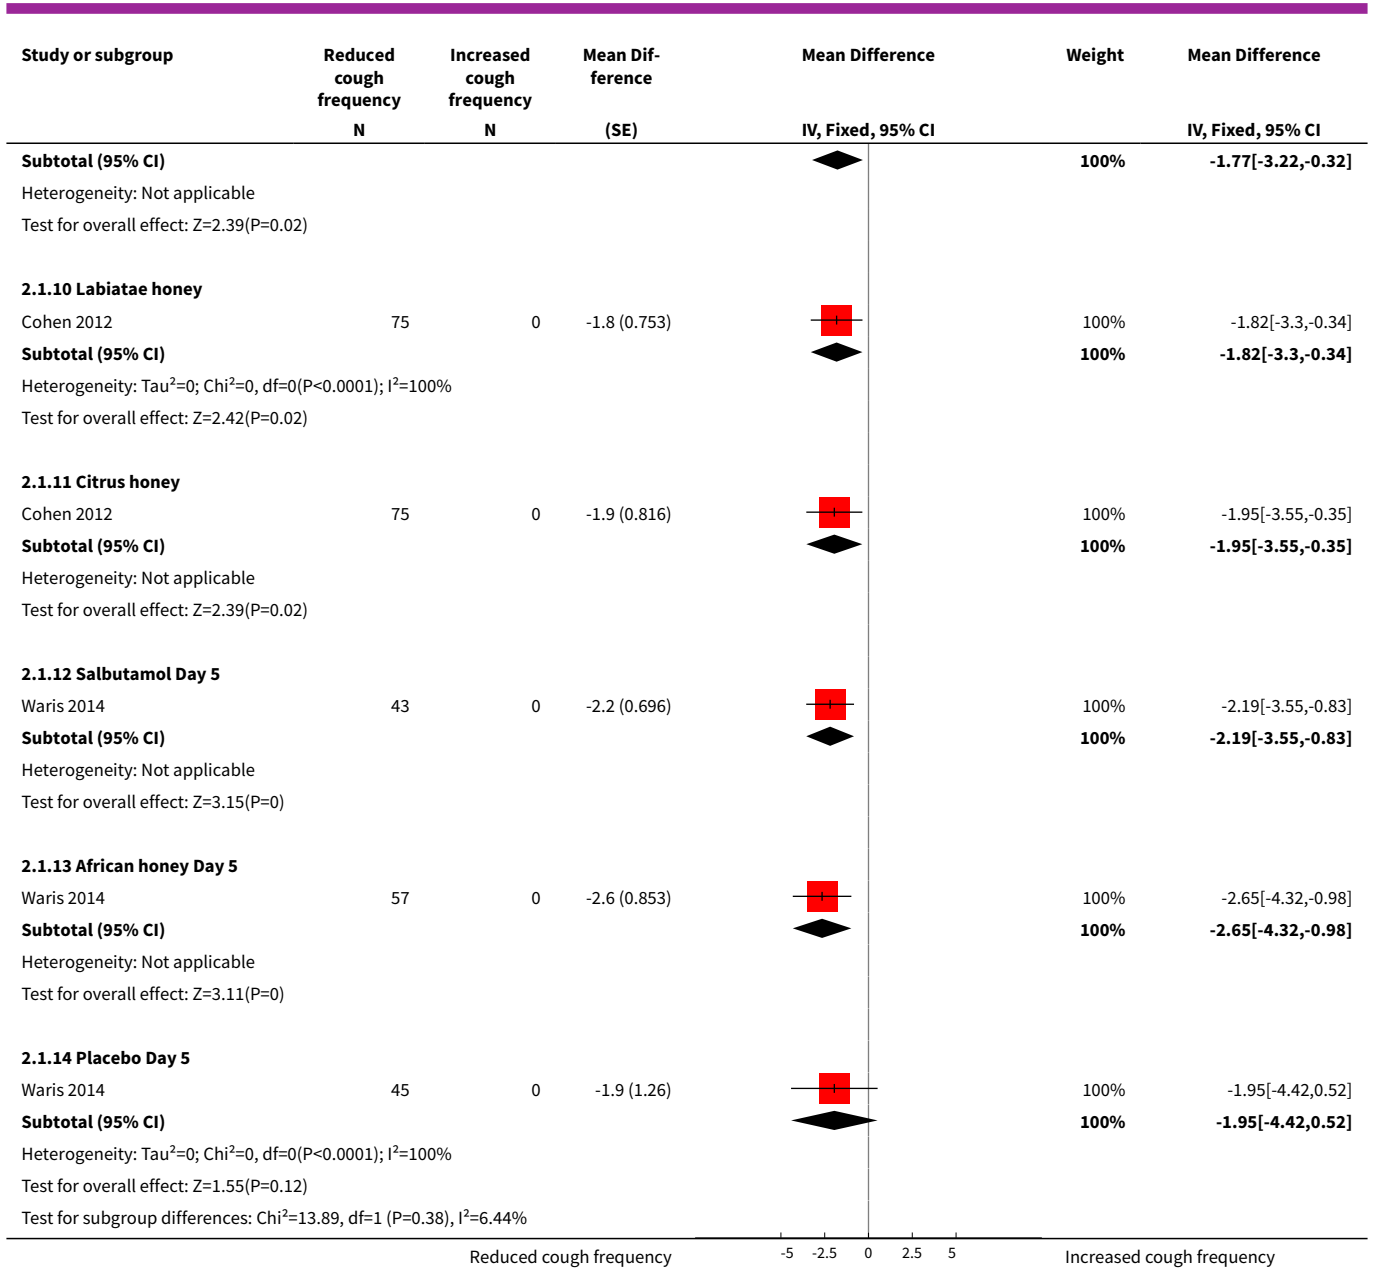 Study or subgroup Reduced Increased Mean Dif- Mean Difference Weight Mean Difference
cough cough ference
frequency frequency
N N (SE) IV, Fixed, 95% CI IV, Fixed, 95% CI
Subtotal (95% CI) 100% -1.77[-3.22,-0.32]
Heterogeneity: Not applicable
Test for overall effect: Z=2.39(P=0.02)
2.1.10 Labiatae honey
Cohen 2012 75 0 -1.8 (0.753) 100% -1.82[-3.3,-0.34]
Subtotal (95% CI) 100% -1.82[-3.3,-0.34]
Heterogeneity: Tau²=0; Chi²=0, df=0(P<0.0001); I²=100%
Test for overall effect: Z=2.42(P=0.02)
2.1.11 Citrus honey
Cohen 2012 75 0 -1.9 (0.816) 100% -1.95[-3.55,-0.35]
Subtotal (95% CI) 100% -1.95[-3.55,-0.35]
Heterogeneity: Not applicable
Test for overall effect: Z=2.39(P=0.02)
2.1.12 Salbutamol Day 5
Waris 2014 43 0 -2.2 (0.696) 100% -2.19[-3.55,-0.83]
Subtotal (95% CI) 100% -2.19[-3.55,-0.83]
Heterogeneity: Not applicable
Test for overall effect: Z=3.15(P=0)
2.1.13 African honey Day 5
Waris 2014 57 0 -2.6 (0.853) 100% -2.65[-4.32,-0.98]
Subtotal (95% CI) 100% -2.65[-4.32,-0.98]
Heterogeneity: Not applicable
Test for overall effect: Z=3.11(P=0)
2.1.14 Placebo Day 5
Waris 2014 45 0 -1.9 (1.26) 100% -1.95[-4.42,0.52]
Subtotal (95% CI) 100% -1.95[-4.42,0.52]
Heterogeneity: Tau²=0; Chi²=0, df=0(P<0.0001); I²=100%
Test for overall effect: Z=1.55(P=0.12)
Test for subgroup differences: Chi²=13.89, df=1 (P=0.38), I²=6.44%
Reduced cough frequency -5 -2.5 0 2.5 5 Increased cough frequency